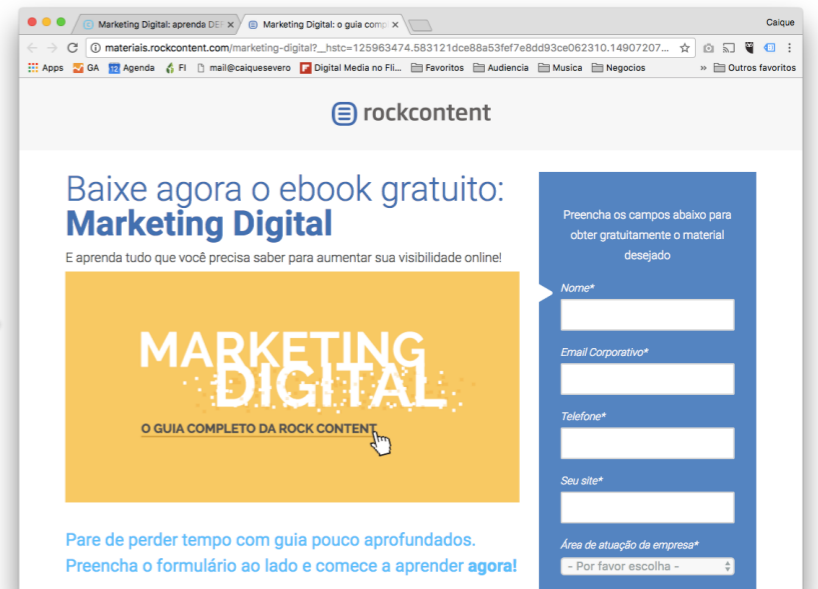 Marketing Digital: aprenda DEF
Marketing Digital: o guia comp
Caique
materiais.rockcontent.com/marketing-digital?__hstc=125963474.583121dce88a53fef7e8dd93ce062310.14907207...
Apps
GA
12 Agenda
FI
mail@caiquesevero
Digital Media no Fli...
Favoritos
Audiencia
Musica
Negocios
»
Outros favoritos
rockcontent
Baixe agora o ebook gratuito:
Marketing Digital
E aprenda tudo que você precisa saber para aumentar sua visibilidade online!
MARKETING
DIGITAL
O GUIA COMPLETO DA ROCK CONTENT
Pare de perder tempo com guia pouco aprofundados.
Preencha o formulário ao lado e comece a aprender agora!
Preencha os campos abaixo para
obter gratuitamente o material
desejado
Nome*
Email Corporativo*
Telefone*
Seu site*
Área de atuação da empresa*
- Por favor escolha -